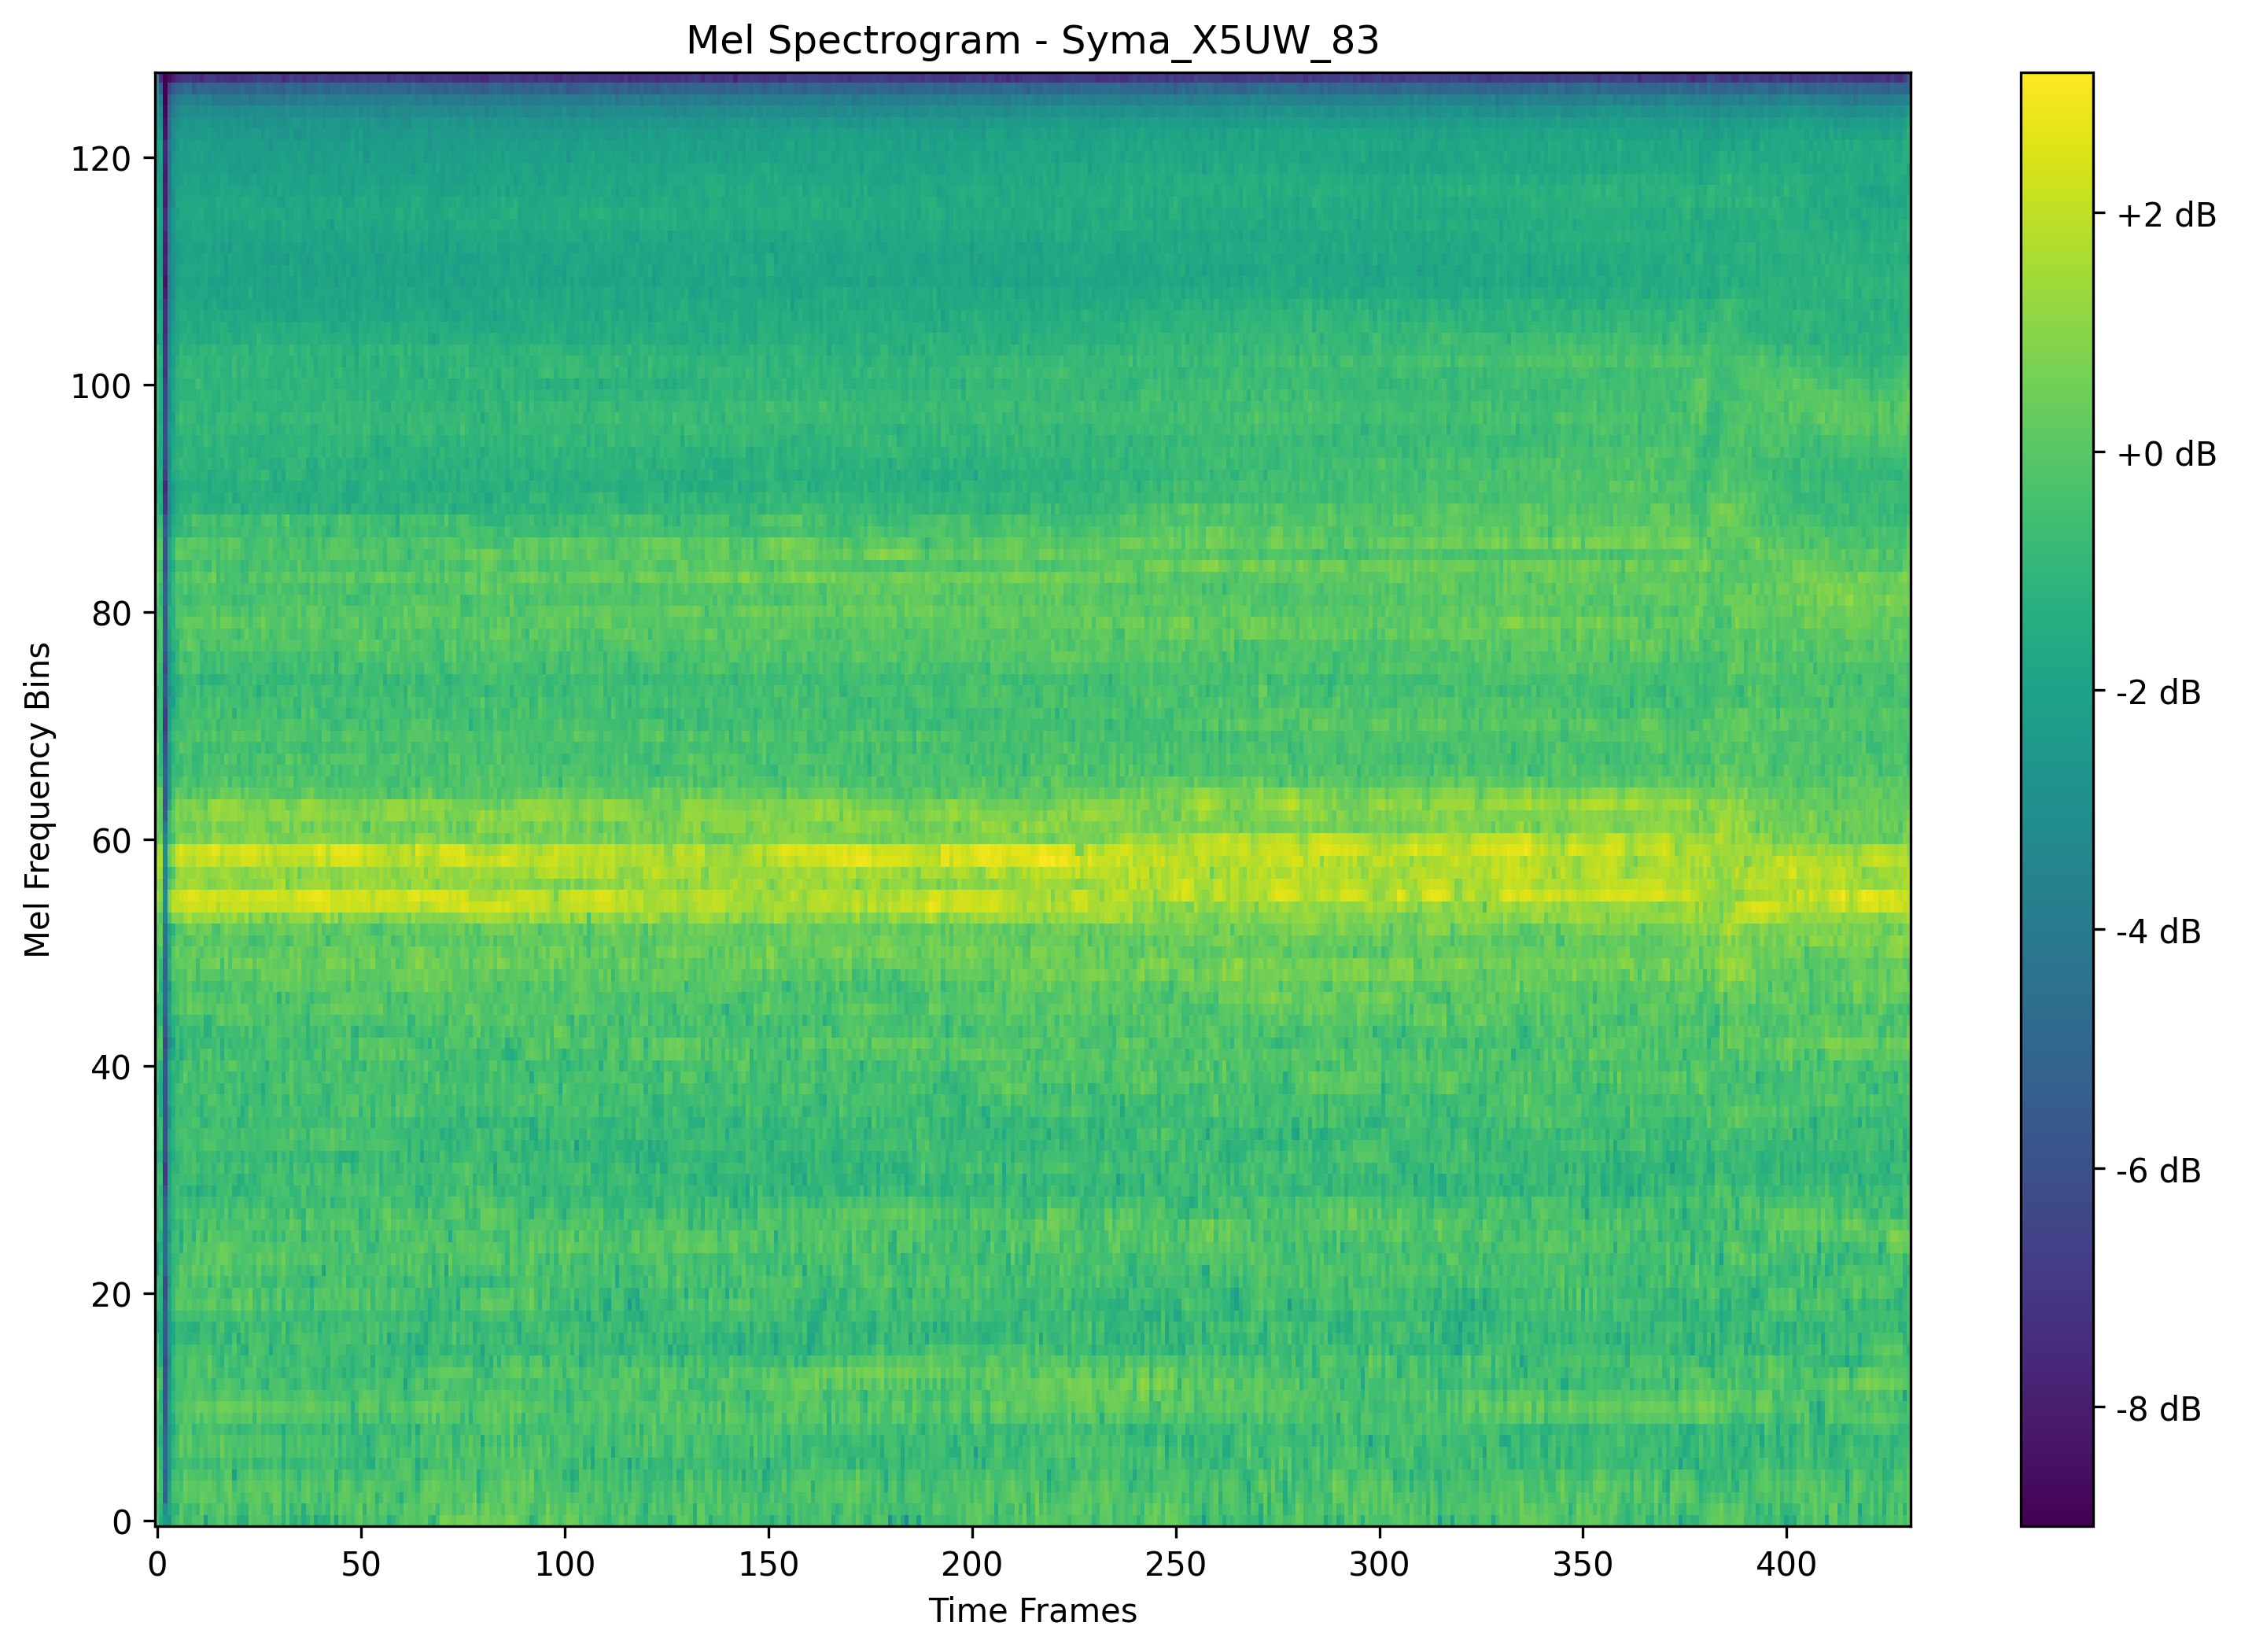 Mel Spectrogram - Syma_X5UW_83
Mel Frequency Bins
120
100
80
60
40
20
0
0 50 100 150 200 250 300 350 400
Time Frames
+2 dB
+0 dB
-2 dB
-4 dB
-6 dB
-8 dB